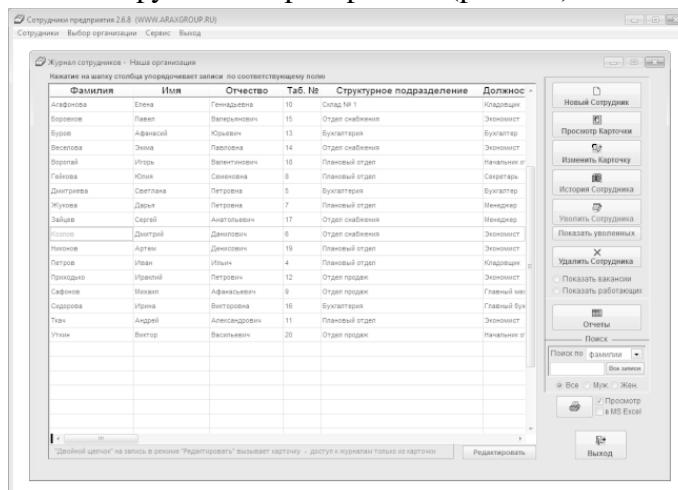 Сотрудники предприятия 2.6.8 (WWW.ARAXGROUP.RU)
Сотрудники Выбор организации Сервис Выход
Журнал сотрудников - Наша организация
Нажатие на шапку столбца упорядочивает записи по соответствующему полю
Фамилия Имя Отчество Таб. № Структурное подразделение Должнос
Агафонова Елена Геннадьевна 10 Склад № 1 Кладовщик
Боровков Павел Валерьянович 15 Отдел снабжения Экономист
Буров Афанасий Юрьевич 13 Бухгалтерия Бухгалтер
Веселова Эмма Павловна 14 Отдел снабжения Экономист
Воропай Игорь Валентинович 18 Плановый отдел Начальник от
Гейкова Юлия Семеновна 8 Плановый отдел Секретарь
Дмитриева Светлана Петровна 5 Бухгалтерия Бухгалтер
Жукова Дарья Петровна 7 Плановый отдел Менеджер
Зайцев Сергей Анатольевич 17 Отдел снабжения Менеджер
Козлов Дмитрий Данилович 6 Отдел снабжения Экономист
Никонов Артем Денисович 19 Плановый отдел Экономист
Петров Иван Ильич 4 Плановый отдел Кладовщик
Приходько Ираклий Петрович 12 Отдел продаж Экономист
Сафонов Михаил Афанасьевич 9 Отдел продаж Главный мен
Сидорова Ирина Викторовна 16 Бухгалтерия Главный бух
Ткач Андрей Александрович 11 Плановый отдел Экономист
Уткин Виктор Васильевич 20 Отдел продаж Начальник от
"Двойной щелчок" на запись в режиме "Редактировать" вызывает карточку - доступ к журналам только из карточки
Редактировать
Новый Сотрудник
Просмотр Карточки
Изменить Карточку
История Сотрудника
Уволить Сотрудника
Показать уволенных
Удалить Сотрудника
Показать вакансии
Показать работающих
Отчеты
Поиск
Поиск по фамилии
Все записи
Все Муж. Жен.
Просмотр
в MS Excel
Выход